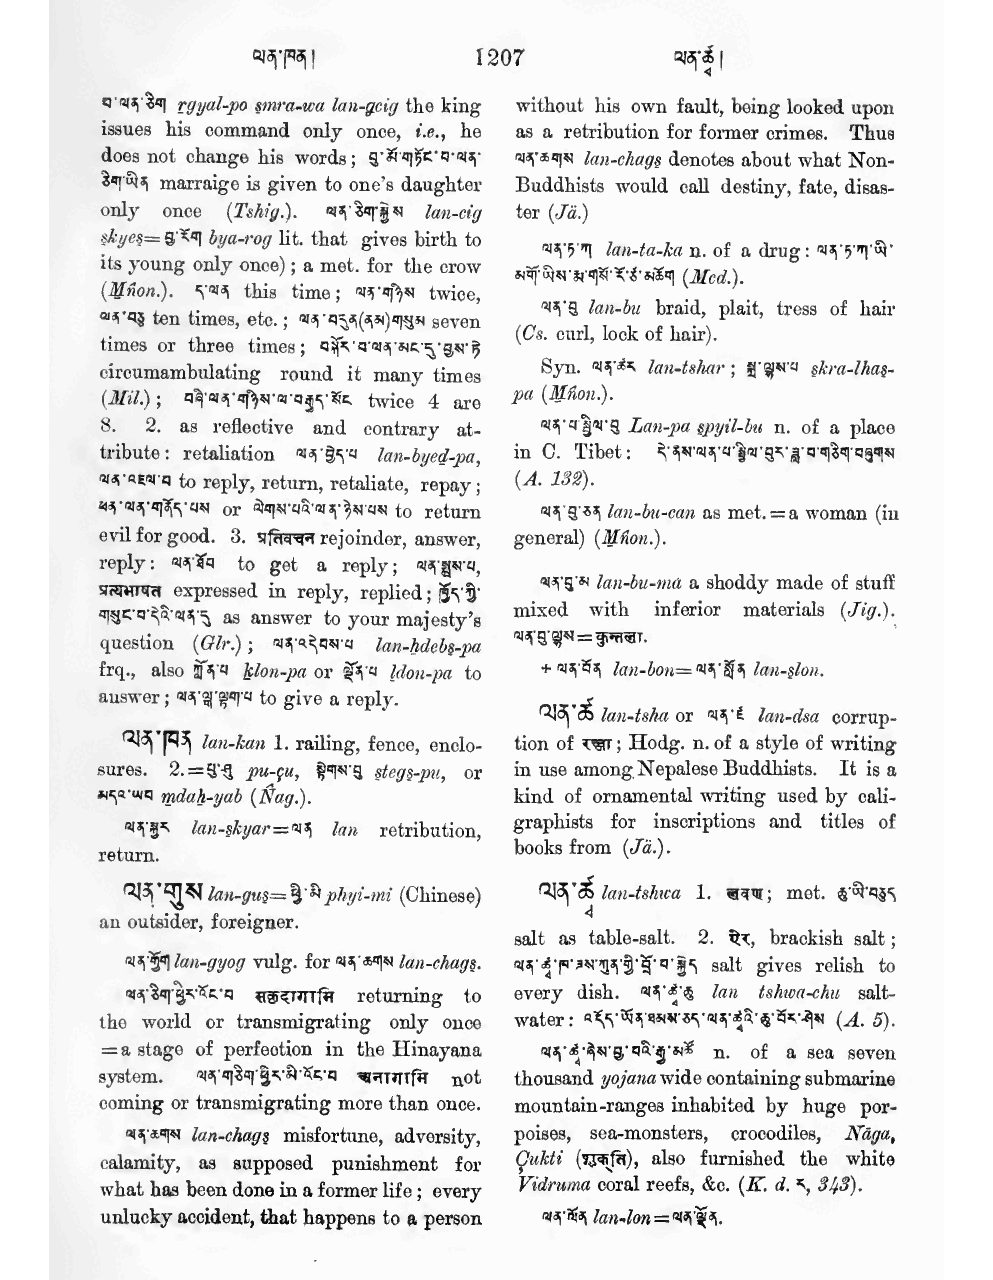 ལན་ཁན། 1207 ལན་ཚྭ།
བ་ལན་ཅིག rgyal-po smra-wa lan-gcig the king
issues his command only once, i.e., he
does not change his words; བུ་མོ་གཏོང་བ་ལན་
ཅིག་ཡིན marraige is given to one's daughter
only once (Tshig.). ལན་ཅིག་སྐྱེས lan-cig
skyes=བྱ་རོག bya-rog lit. that gives birth to
its young only once); a met. for the crow
(Mñon.). ད་ལན this time; ལན་གཉིས twice,
ལན་བཅུ ten times, etc.; ལན་བདུན(ནམ)གསུམ seven
times or three times; བསྐོར་བ་ལན་མང་དུ་བྱས་ཏེ
circumambulating round it many times
(Mil.); བཞི་ལན་གཉིས་ལ་བརྒྱད་སོང twice 4 are
8. 2. as reflective and contrary at-
tribute: retaliation ལན་བྱེད་པ lan-byed-pa,
ལན་འཇལ་བ to reply, return, retaliate, repay;
ཕན་ལན་གནོད་པས or ལེགས་པའི་ལན་ཉེས་པས to return
evil for good. 3. प्रतिवचन rejoinder, answer,
reply: ལན་ཐོབ to get a reply; ལན་སྨྲས་པ,
प्रत्यभाषत expressed in reply, replied; ཁྱོད་ཀྱི་
གསུང་བ་དེའི་ལན་དུ as answer to your majesty's
question (Glr.); ལན་འདེབས་པ lan-hdebs-pa
frq., also ཀློན་པ klon-pa or ལྡོན་པ ldon-pa to
answer; ལན་ལྡ་ལྡག་པ to give a reply.
ལན་ཁན lan-kan 1. railing, fence, enclo-
sures. 2.=པུ་ཤུ pu-çu, སྟེགས་པུ stegs-pu, or
མདའ་ཡབ mdah-yab (Ñag.).
ལན་སྐྱར lan-skyar=ལན lan retribution,
return.
ལན་གུས lan-gus=ཕྱི་མི phyi-mi (Chinese)
an outsider, foreigner.
ལན་གྱོག lan-gyog vulg. for ལན་ཆགས lan-chags.
ལན་ཅིག་ཕྱིར་འོང་བ सकृदागामि returning to
the world or transmigrating only once
=a stage of perfection in the Hinayana
system. ལན་གཅིག་ཕྱིར་མི་འོང་བ अनागामि not
coming or transmigrating more than once.
ལན་ཆགས lan-chags misfortune, adversity,
calamity, as supposed punishment for
what has been done in a former life; every
unlucky accident, that happens to a person
without his own fault, being looked upon
as a retribution for former crimes. Thus
ལན་ཆགས lan-chags denotes about what Non-
Buddhists would call destiny, fate, disas-
ter (Jä.)
ལན་ཏ་ཀ lan-ta-ka n. of a drug: ལན་ཏ་ཀ་ཡི་
མགོ་ཡིས་མ་གསོ་རོ་ཙ་མཆོག (Med.).
ལན་བུ lan-bu braid, plait, tress of hair
(Cs. curl, lock of hair).
Syn. ལན་ཚར lan-tshar; སྐྲ་ལྷས་པ skra-lhas-
pa (Mñon.).
ལན་པ་སྤྱིལ་བུ Lan-pa spyil-bu n. of a place
in C. Tibet: དེ་ནས་ལན་པ་སྤྱིལ་བུར་ཟླ་བ་གཅིག་བཞུགས
(A. 132).
ལན་བུ་ཅན lan-bu-can as met.=a woman (in
general) (Mñon.).
ལན་བུ་མ lan-bu-ma a shoddy made of stuff
mixed with inferior materials (Jig.).
ལན་བུ་ལྷས=कुन्तला.
+ ལན་བོན lan-bon=ལན་སློན lan-slon.
ལན་ཚ lan-tsha or ལན་ཛ lan-dsa corrup-
tion of रञ्जा; Hodg. n. of a style of writing
in use among Nepalese Buddhists. It is a
kind of ornamental writing used by cali-
graphists for inscriptions and titles of
books from (Jä.).
ལན་ཚྭ lan-tshwa 1. लवण; met. ཆུ་ཡི་བཅུད
salt as table-salt. 2. ऐर, brackish salt;
ལན་ཚྭ་ཁ་ཟས་ཀུན་གྱི་བྲོ་བ་སྐྱེད salt gives relish to
every dish. ལན་ཚྭ་ཆུ lan tshwa-chu salt-
water: འདོད་ཡོན་ཐམས་ཅད་ལན་ཚྭའི་ཆུ་བོར་ཤེས (A. 5).
ལན་ཚྭ་ཞེས་བྱ་བའི་རྒྱ་མཚོ n. of a sea seven
thousand yojana wide containing submarine
mountain-ranges inhabited by huge por-
poises, sea-monsters, crocodiles, Nāga,
Çukti (शुक्ति), also furnished the white
Vidruma coral reefs, &c. (K. d. ར, 343).
ལན་ལོན lan-lon=ལན་ལྡོན.